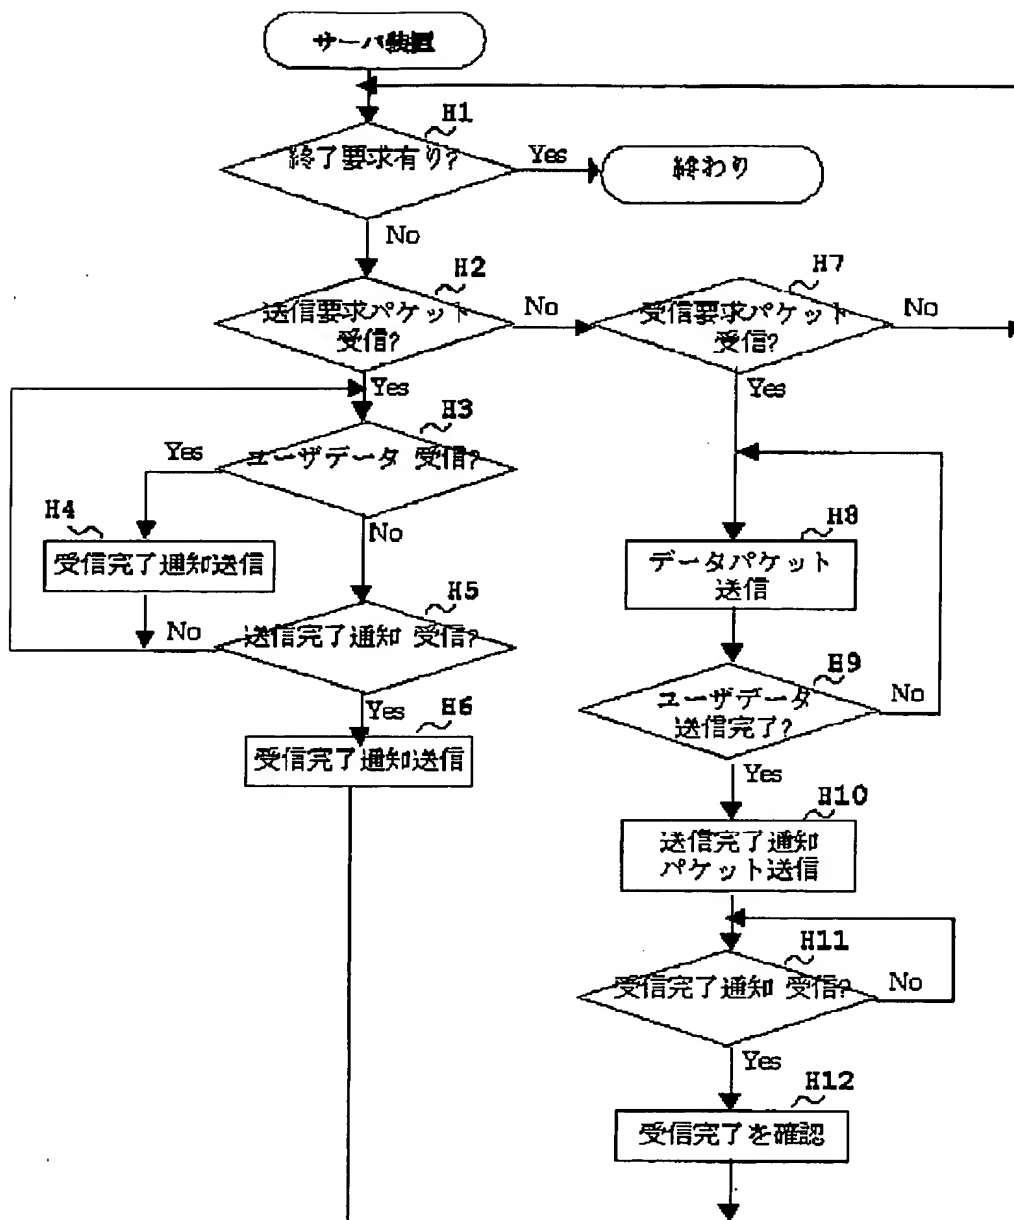 サーバ装置
H1
終了要求有り?
Yes
終わり
No
H2
送信要求パケット
受信?
No
H7
受信要求パケット
受信?
No
Yes
Yes
H3
ユーザデータ 受信?
Yes
No
H4
受信完了通知送信
H5
送信完了通知 受信?
No
Yes
H6
受信完了通知送信
H8
データパケット
送信
H9
ユーザデータ
送信完了?
No
Yes
H10
送信完了通知
パケット送信
H11
受信完了通知 受信?
No
Yes
H12
受信完了を確認